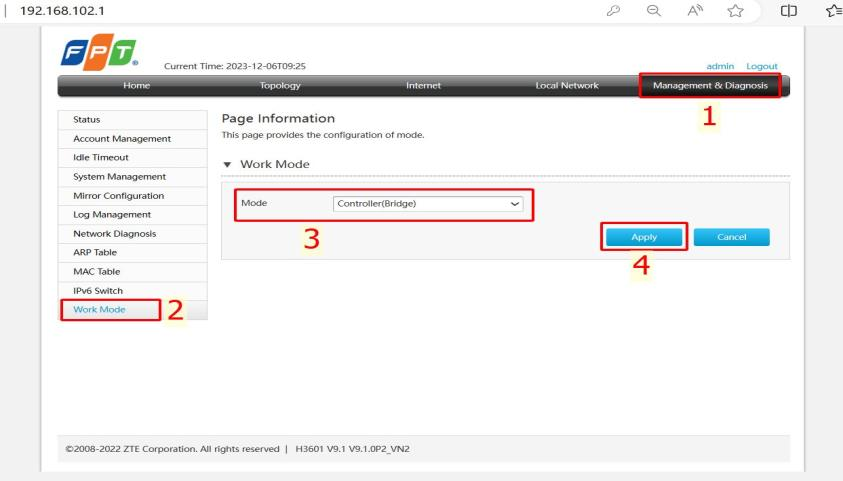 192.168.102.1
FPT
Current Time: 2023-12-06T09:25
admin Logout
Home Topology Internet Local Network Management & Diagnosis
1
Status
Account Management
Idle Timeout
System Management
Mirror Configuration
Log Management
Network Diagnosis
ARP Table
MAC Table
IPv6 Switch
Work Mode
2
Page Information
This page provides the configuration of mode.
Work Mode
Mode Controller(Bridge)
3
Apply Cancel
4
©2008-2022 ZTE Corporation. All rights reserved | H3601 V9.1 V9.1.0P2_VN2